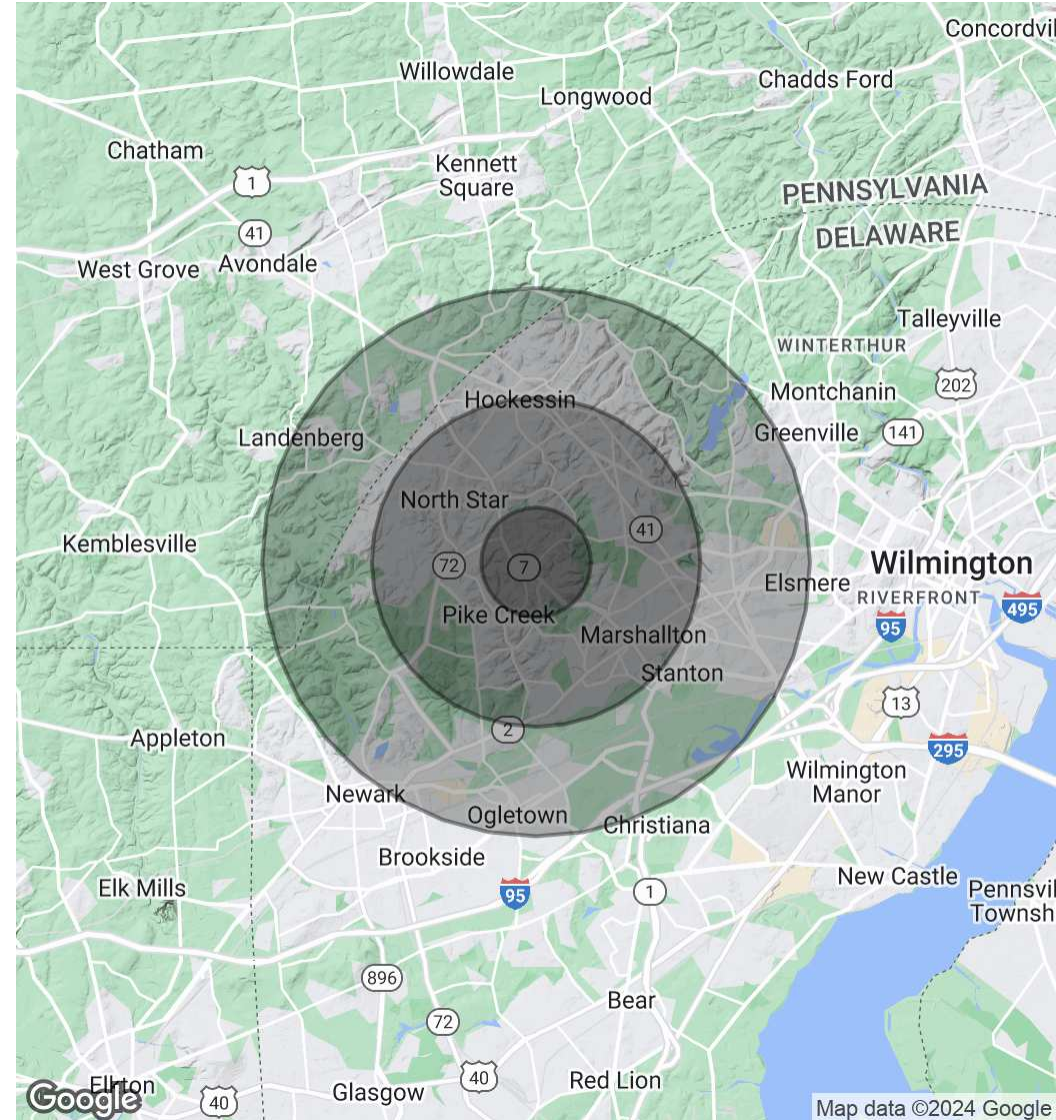 Concordvil
Willowdale
Chadds Ford
Longwood
Chatham
Kennett
Square
1
PENNSYLVANIA
41
DELAWARE
West Grove
Avondale
Talleyville
WINTERTHUR
202
Montchanin
Hockessin
Landenberg
Greenville
141
North Star
41
Kemblesville
72
7
Wilmington
Elsmere
RIVERFRONT
495
95
Pike Creek
Marshallton
Stanton
13
2
Appleton
295
Wilmington
Manor
Newark
Ogletown
Christiana
Brookside
New Castle
Elk Mills
95
1
Pennsvil
Townsh
896
Bear
72
40
Red Lion
Elkton
Glasgow
40
Google
Map data ©2024 Google